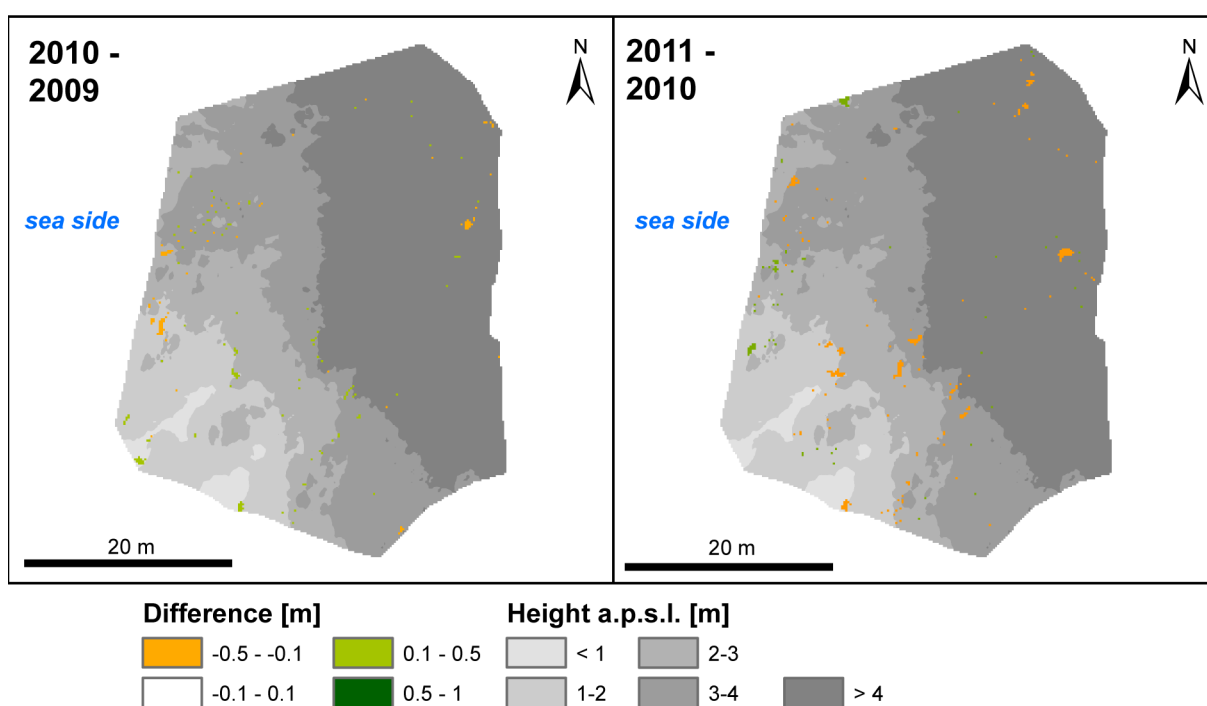 2010 -
2009
N
sea side
20 m
2011 -
2010
N
sea side
20 m
Difference [m]
-0.5 - -0.1
0.1 - 0.5
-0.1 - 0.1
0.5 - 1
Height a.p.s.l. [m]
< 1
2-3
1-2
3-4
> 4